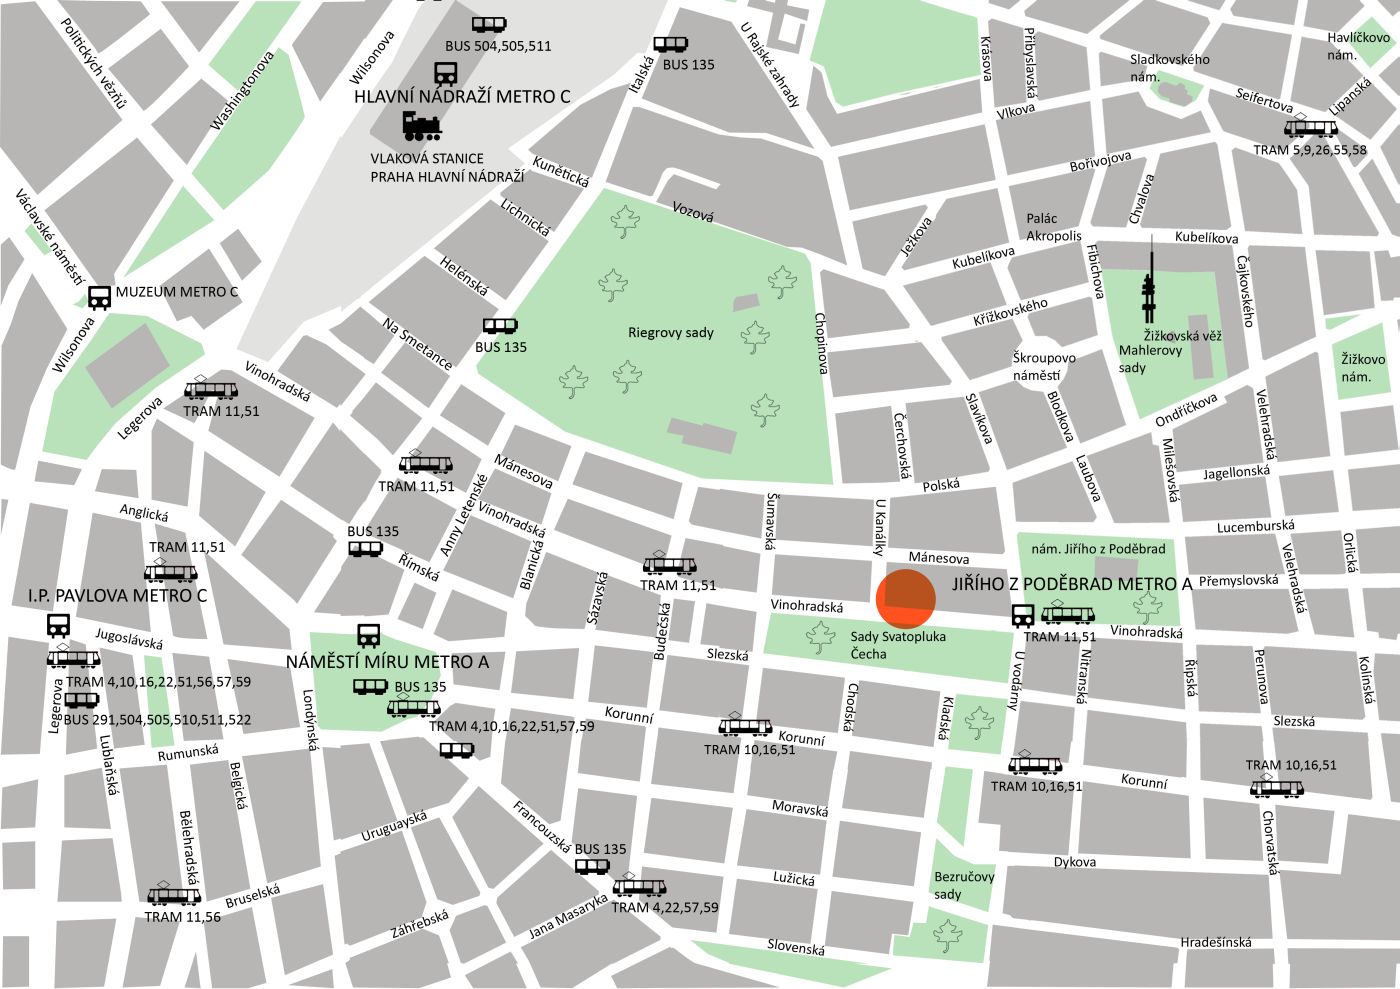 Politických vězňů
Washingtonova
Wilsonova
BUS 504,505,511
HLAVNÍ NÁDRAŽÍ METRO C
VLAKOVÁ STANICE
PRAHA HLAVNÍ NÁDRAŽÍ
Italská
BUS 135
U Rajské zahrady
Krásova
Přibyslavská
Vlkova
Sladkovského
nám.
Havlíčkovo
nám.
Seifertova
Lipanská
TRAM 5,9,26,55,58
Bořivojova
Chvalova
Kunětická
Lichnická
Vozová
Ježkova
Palác
Akropolis
Kubelíkova
Kubelíkova
Fibichova
Čajkovského
Václavské náměstí
MUZEUM METRO C
Helénská
Na Smetance
BUS 135
Riegrovy sady
Chopinova
Křížkovského
Škroupovo
náměstí
Žižkovská věž
Mahlerovy
sady
Žižkovo
nám.
Wilsonova
Vinohradská
Legerova
TRAM 11,51
Slavíkova
Blodkova
Ondříčkova
Velehradská
Čerchovská
Milešovská
Laubova
Jagellonská
TRAM 11,51
Mánesova
Polská
Anglická
Anny Letenské
Vinohradská
Šumavská
U Kanálky
Lucemburská
Orlická
TRAM 11,51
BUS 135
Římská
Blanická
Mánesova
nám. Jiřího z Poděbrad
Velehradská
I.P. PAVLOVA METRO C
Sázavská
TRAM 11,51
JIŘÍHO Z PODĚBRAD METRO A
Přemyslovská
Budečská
Vinohradská
Jugoslávská
Sady Svatopluka
Čecha
TRAM 11,51
Vinohradská
NÁMĚSTÍ MÍRU METRO A
Slezská
U vodárny
Nitranská
Řipská
Perunova
Kolínská
TRAM 4,10,16,22,51,56,57,59
BUS 135
Legerova
BUS 291,504,505,510,511,522
Londýnská
TRAM 4,10,16,22,51,57,59
Korunní
Chodská
Kladská
Slezská
Rumunská
Lublaňská
Belgická
TRAM 10,16,51
Korunní
TRAM 10,16,51
Korunní
TRAM 10,16,51
Bělehradská
Uruguayská
Francouzská
Moravská
Chorvatská
BUS 135
Dykova
Lužická
Bezručovy
sady
Bruselská
TRAM 11,56
Záhřebská
Jana Masaryka
TRAM 4,22,57,59
Slovenská
Hradešínská